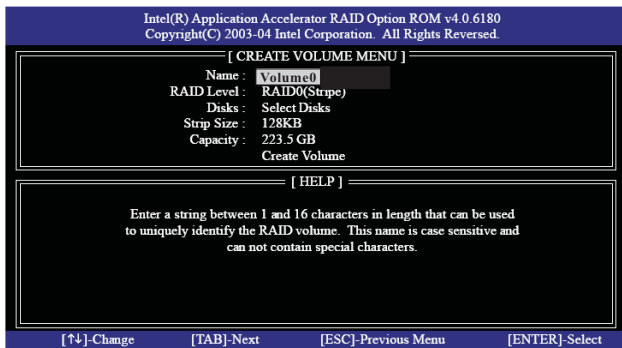 Intel(R) Application Accelerator RAID Option ROM v4.0.6180
Copyright(C) 2003-04 Intel Corporation. All Rights Reversed.
[ CREATE VOLUME MENU ]
Name : Volume0
RAID Level : RAID0(Stripe)
Disks : Select Disks
Strip Size : 128KB
Capacity : 223.5 GB
Create Volume
[ HELP ]
Enter a string between 1 and 16 characters in length that can be used
to uniquely identify the RAID volume. This name is case sensitive and
can not contain special characters.
[↑↓]-Change [TAB]-Next [ESC]-Previous Menu [ENTER]-Select